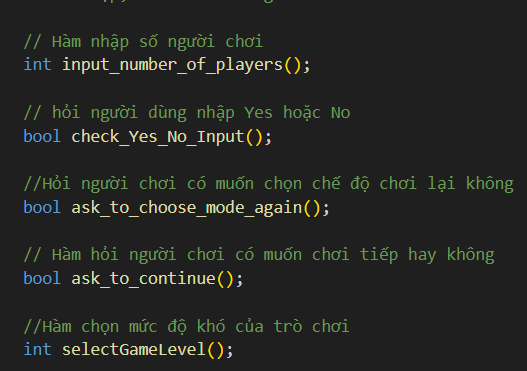 // Hàm nhập số người chơi
int input_number_of_players();
// hỏi người dùng nhập Yes hoặc No
bool check_Yes_No_Input();
//Hỏi người chơi có muốn chọn chế độ chơi lại không
bool ask_to_choose_mode_again();
// Hàm hỏi người chơi có muốn chơi tiếp hay không
bool ask_to_continue();
//Hàm chọn mức độ khó của trò chơi
int selectGameLevel();